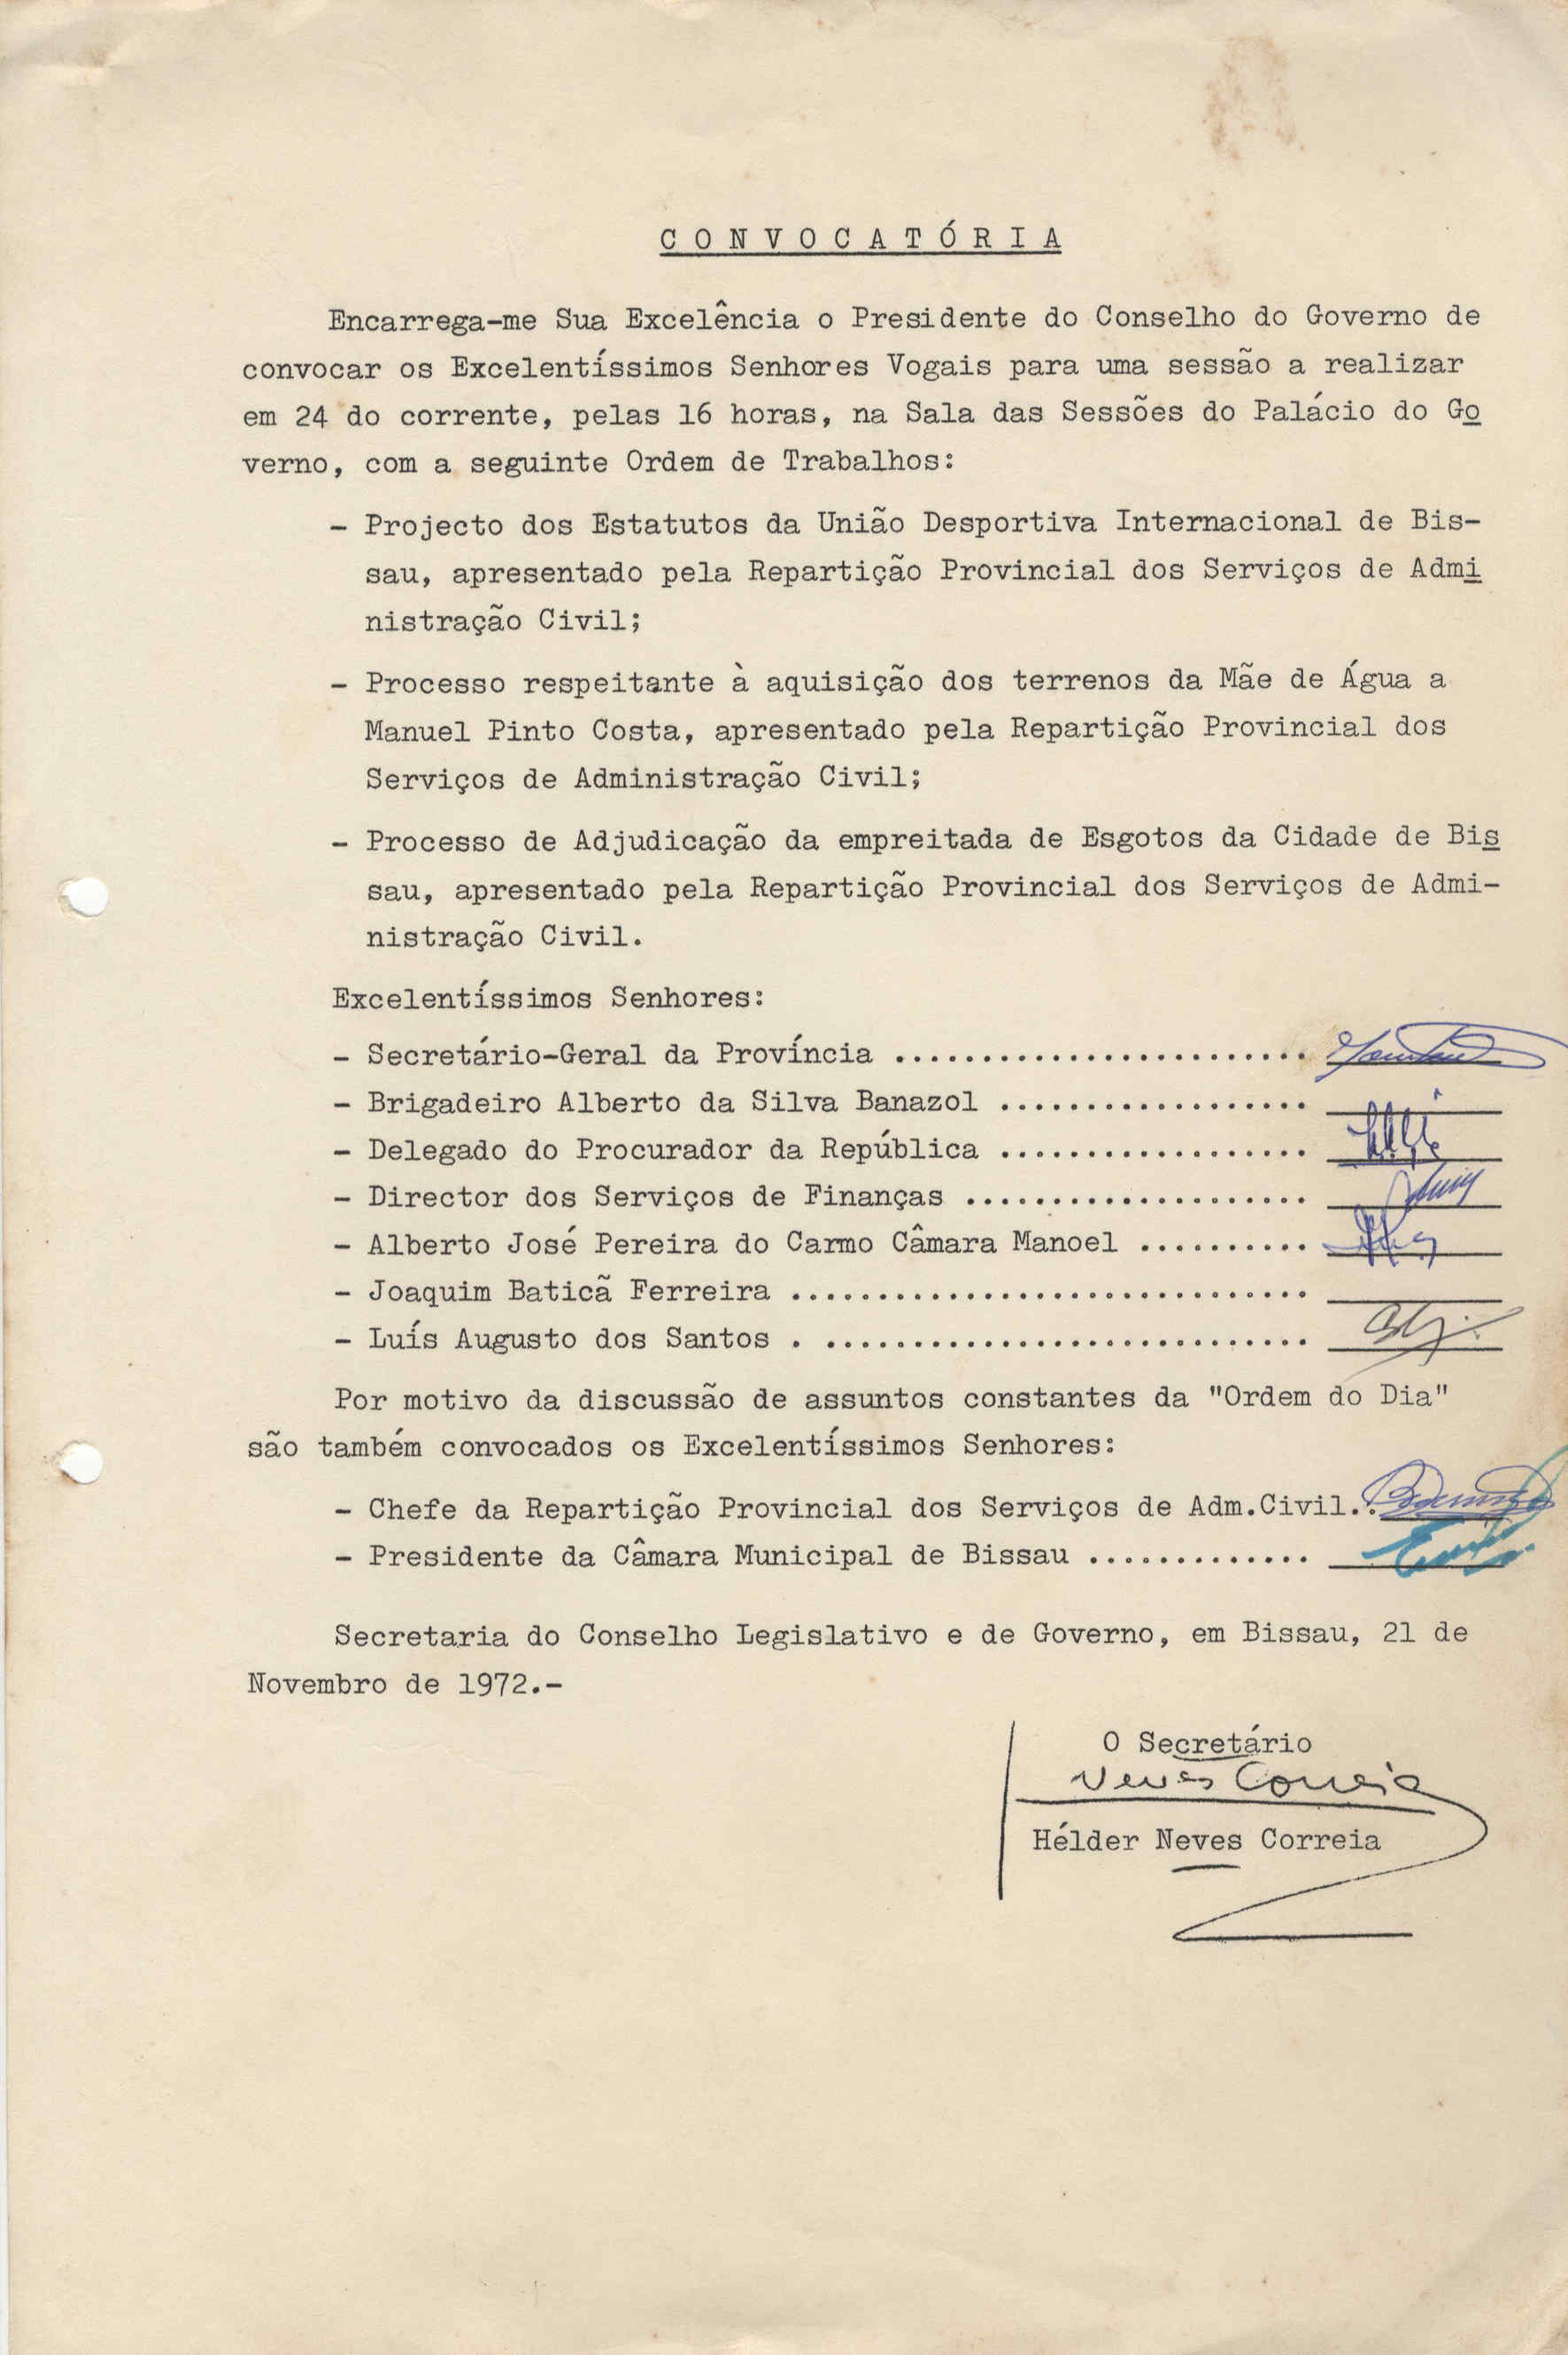 CONVOCATÓRIA
Encarrega-me Sua Excelência o Presidente do Conselho do Governo de
convocar os Excelentíssimos Senhores Vogais para uma sessão a realizar
em 24 do corrente, pelas 16 horas, na Sala das Sessões do Palácio do Go
verno, com a seguinte Ordem de Trabalhos:
- Projecto dos Estatutos da União Desportiva Internacional de Bis-
sau, apresentado pela Repartição Provincial dos Serviços de Admi
nistração Civil;
- Processo respeitante à aquisição dos terrenos da Mãe de Água a
Manuel Pinto Costa, apresentado pela Repartição Provincial dos
Serviços de Administração Civil;
- Processo de Adjudicação da empreitada de Esgotos da Cidade de Bis
sau, apresentado pela Repartição Provincial dos Serviços de Admi-
nistração Civil.
Excelentíssimos Senhores:
- Secretário-Geral da Província ........................
- Brigadeiro Alberto da Silva Banazol ..................
- Delegado do Procurador da República ..................
- Director dos Serviços de Finanças ....................
- Alberto José Pereira do Carmo Câmara Manoel ..........
- Joaquim Baticã Ferreira ..............................
- Luís Augusto dos Santos . ............................
Por motivo da discussão de assuntos constantes da "Ordem do Dia"
são também convocados os Excelentíssimos Senhores:
- Chefe da Repartição Provincial dos Serviços de Adm.Civil..
- Presidente da Câmara Municipal de Bissau .............
Secretaria do Conselho Legislativo e de Governo, em Bissau, 21 de
Novembro de 1972.-
O Secretário
Neves Correia
Hélder Neves Correia